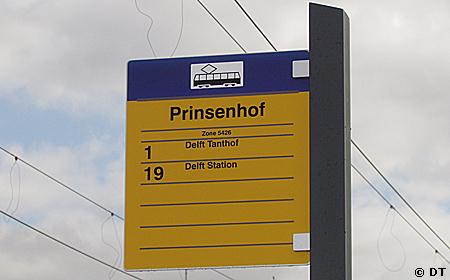 Prinsenhof
Zone 5426
1 Delft Tanthof
19 Delft Station
© DT